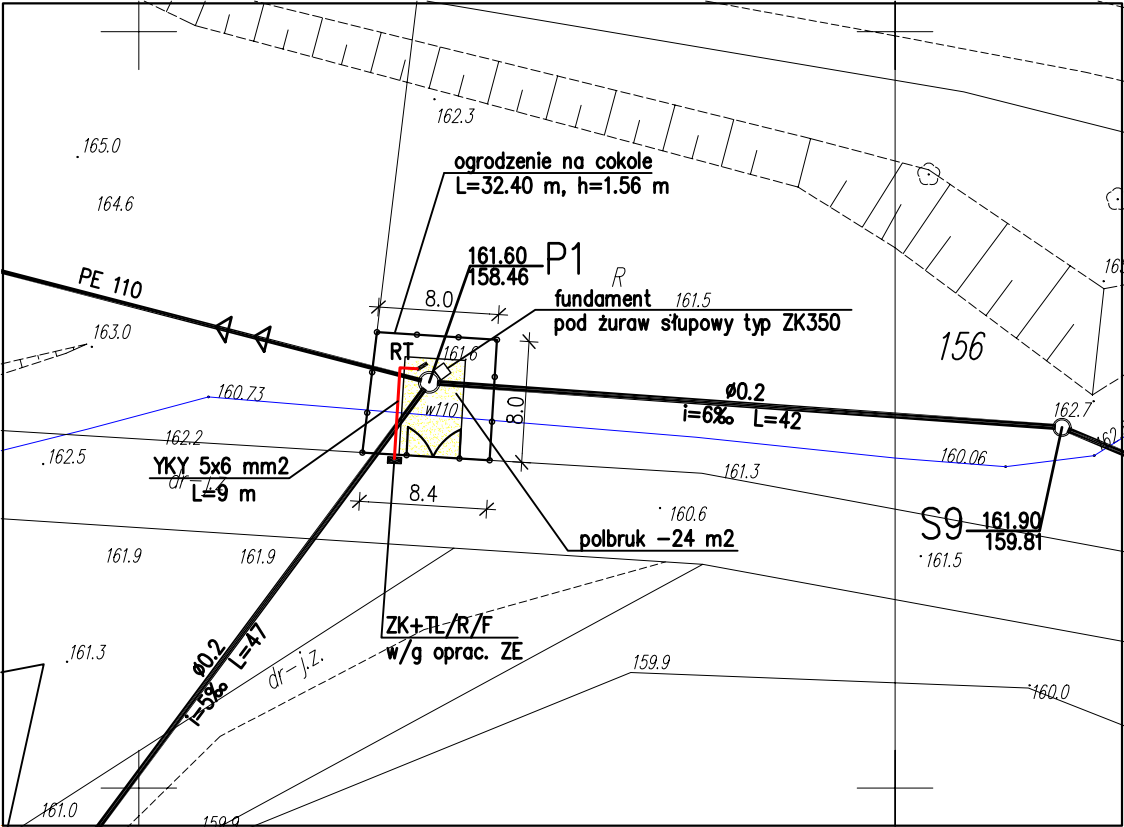 162.3
165.0
ogrodzenie na cokole
L=32.40 m, h=1.56 m
164.6
161.60
158.46
P1
R
PE 110
8.0
fundament
161.5
pod żuraw słupowy typ ZK350
163.0
RT
161.6
156
160.73
ø0.2
i=6‰ L=42
w110
8.0
162.7
162.2
160.06
162.5
YKY 5x6 mm2
L=9 m
dr-j.z.
161.3
8.4
160.6
S9
161.90
159.81
polbruk -24 m2
161.9
161.9
161.5
ZK+TL/R/F
w/g oprac. ZE
161.3
ø0.2 L=47
i=5‰
dr-j.z.
159.9
160.0
161.0
159.9